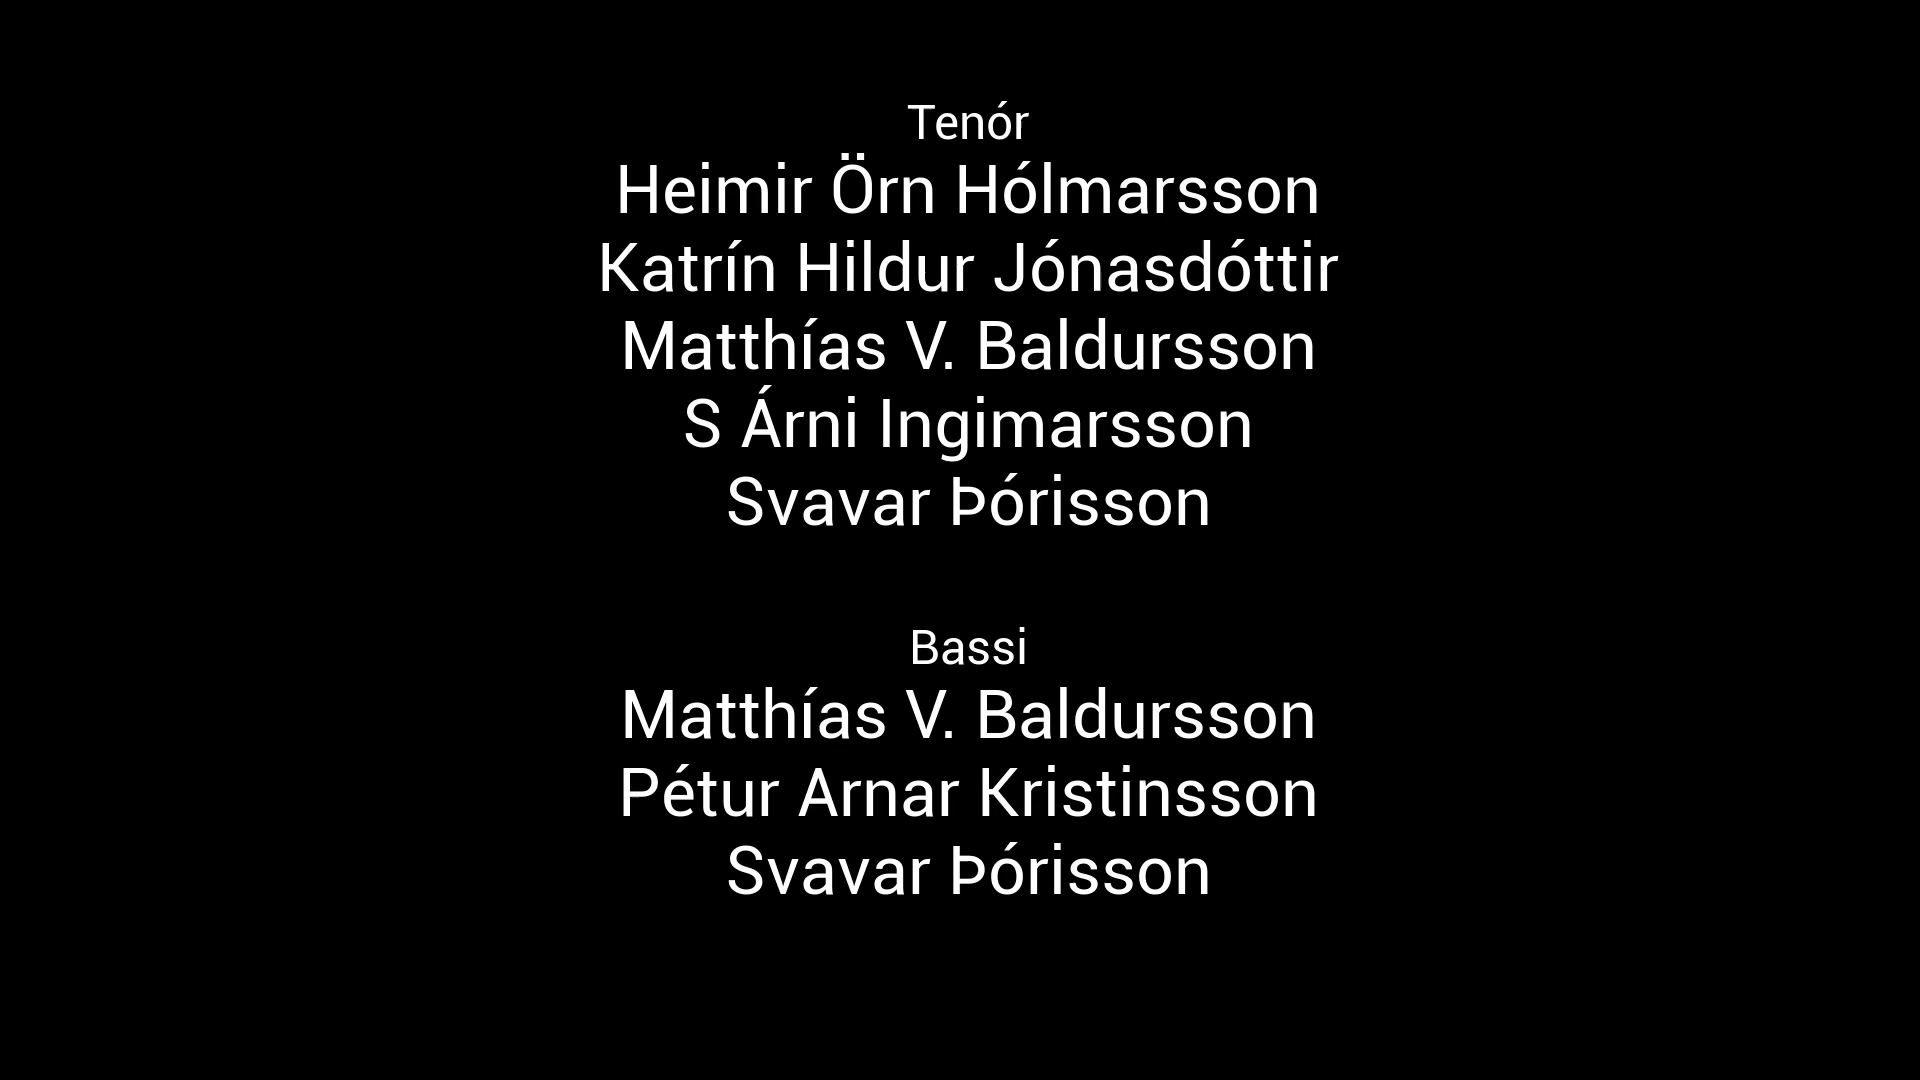 Tenór
Heimir Örn Hólmarsson
Katrín Hildur Jónasdóttir
Matthías V. Baldursson
S Árni Ingimarsson
Svavar Þórisson
Bassi
Matthías V. Baldursson
Pétur Arnar Kristinsson
Svavar Þórisson